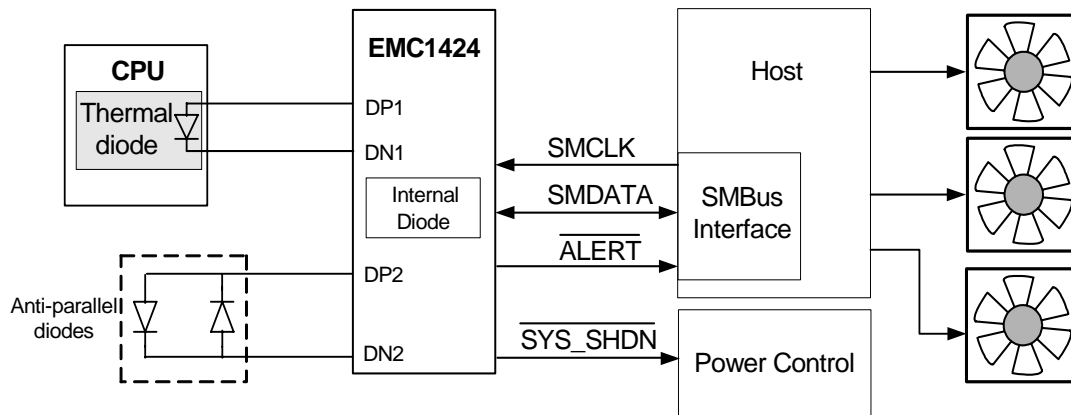 EMC1424
CPU
Thermal
diode
DP1
DN1
Internal
Diode
DP2
DN2
Anti-parallel
diodes
SMCLK
SMDATA
ALERT
SYS_SHDN
Host
SMBus
Interface
Power Control